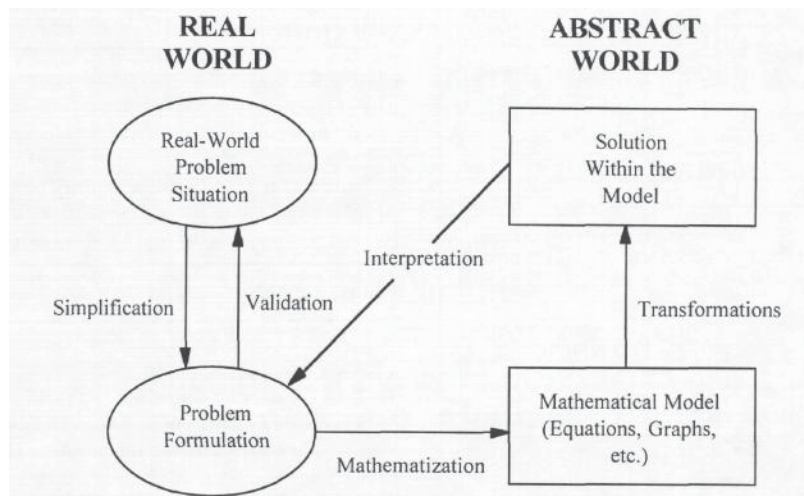 REAL
WORLD
ABSTRACT
WORLD
Real-World
Problem
Situation
Solution
Within the
Model
Interpretation
Simplification
Validation
Transformations
Problem
Formulation
Mathematization
Mathematical Model
(Equations, Graphs,
etc.)